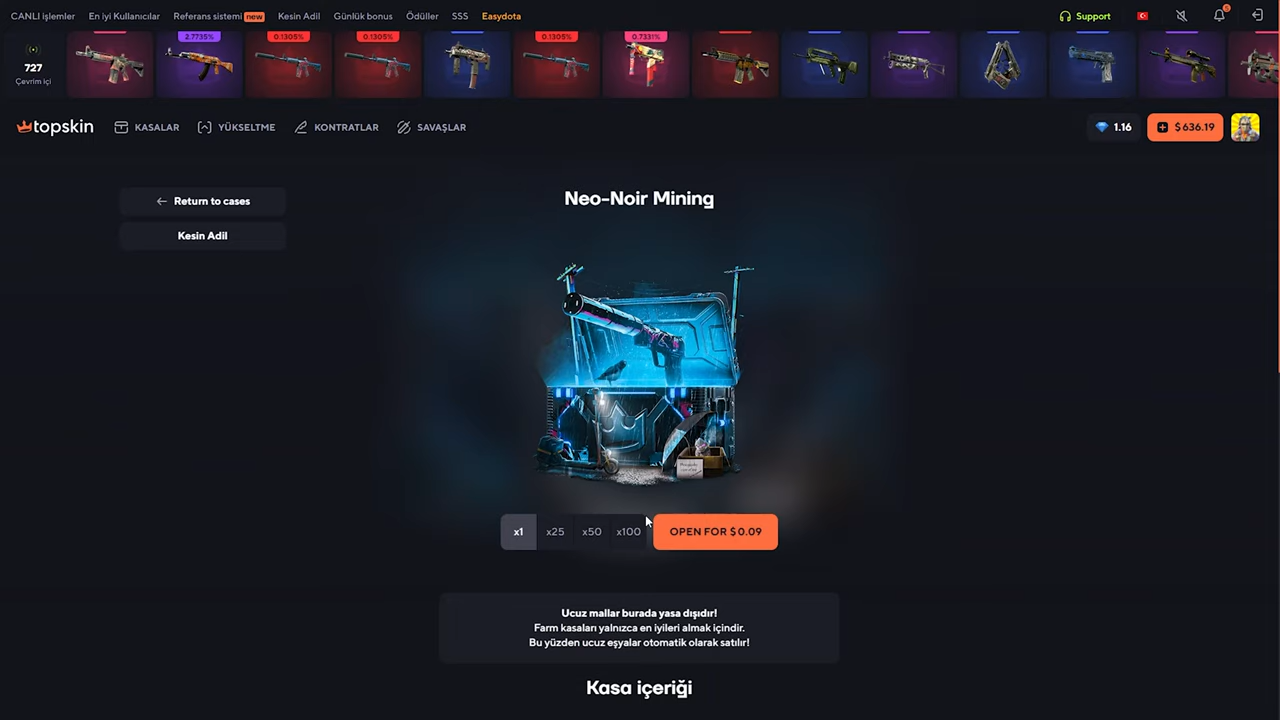 CANLI işlemler En iyi Kullanıcılar Referans sistemi new Kesin Adil Günlük bonus Ödüller SSS Easydota Support 5
2.7735% 0.1305% 0.1305% 0.1305% 0.7331%
727
Çevrim içi
topskin KASALAR YÜKSELTME KONTRATLAR SAVAŞLAR 1.16 $636.19
Neo-Noir Mining
← Return to cases
Kesin Adil
x1 x25 x50 x100 OPEN FOR $0.09
Ucuz mallar burada yasa dışıdır!
Farm kasaları yalnızca en iyileri almak içindir.
Bu yüzden ucuz eşyalar otomatik olarak satılır!
Kasa içeriği